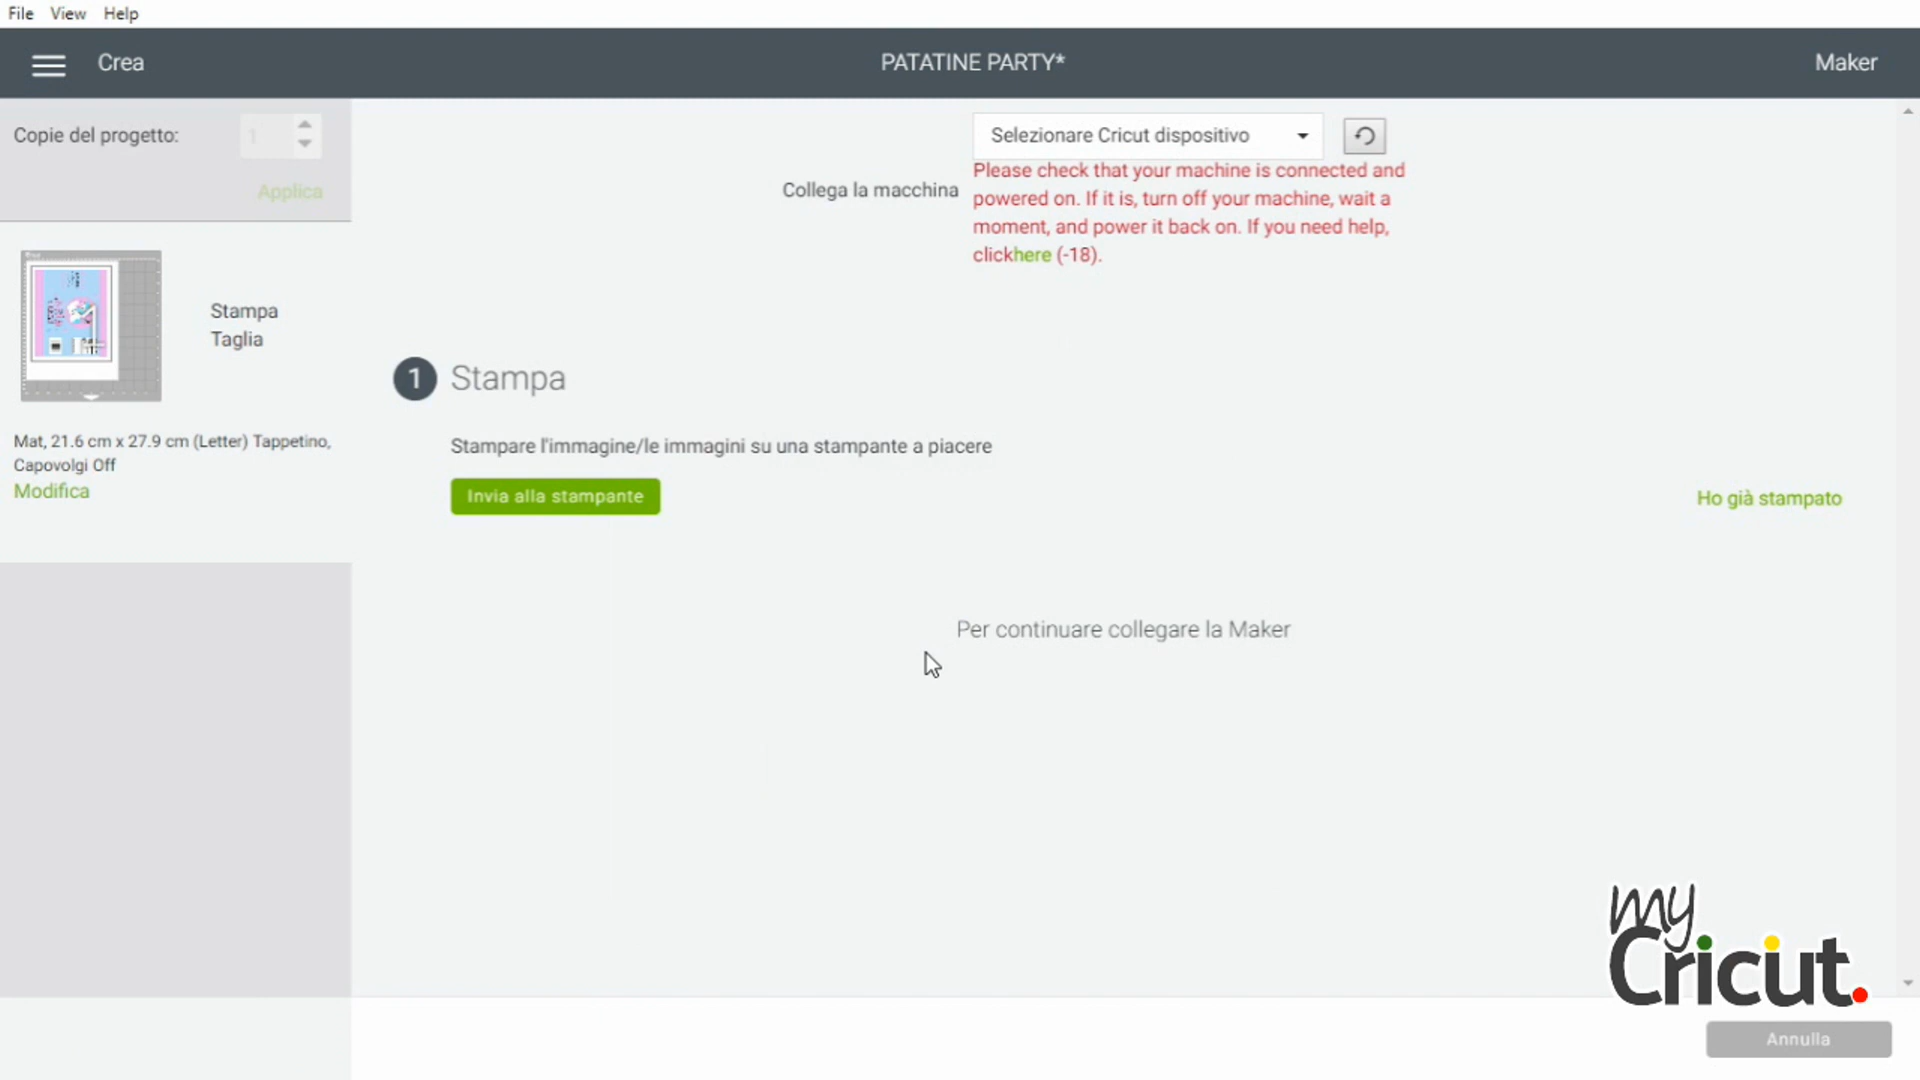 File View Help
Crea
PATATINE PARTY*
Maker
Copie del progetto:
1
Applica
Selezionare Cricut dispositivo
Collega la macchina
Please check that your machine is connected and
powered on. If it is, turn off your machine, wait a
moment, and power it back on. If you need help,
clickhere (-18).
Stampa
Taglia
Mat, 21.6 cm x 27.9 cm (Letter) Tappetino,
Capovolgi Off
Modifica
1 Stampa
Stampare l'immagine/le immagini su una stampante a piacere
Invia alla stampante
Ho già stampato
Per continuare collegare la Maker
my
Cricut.
Annulla